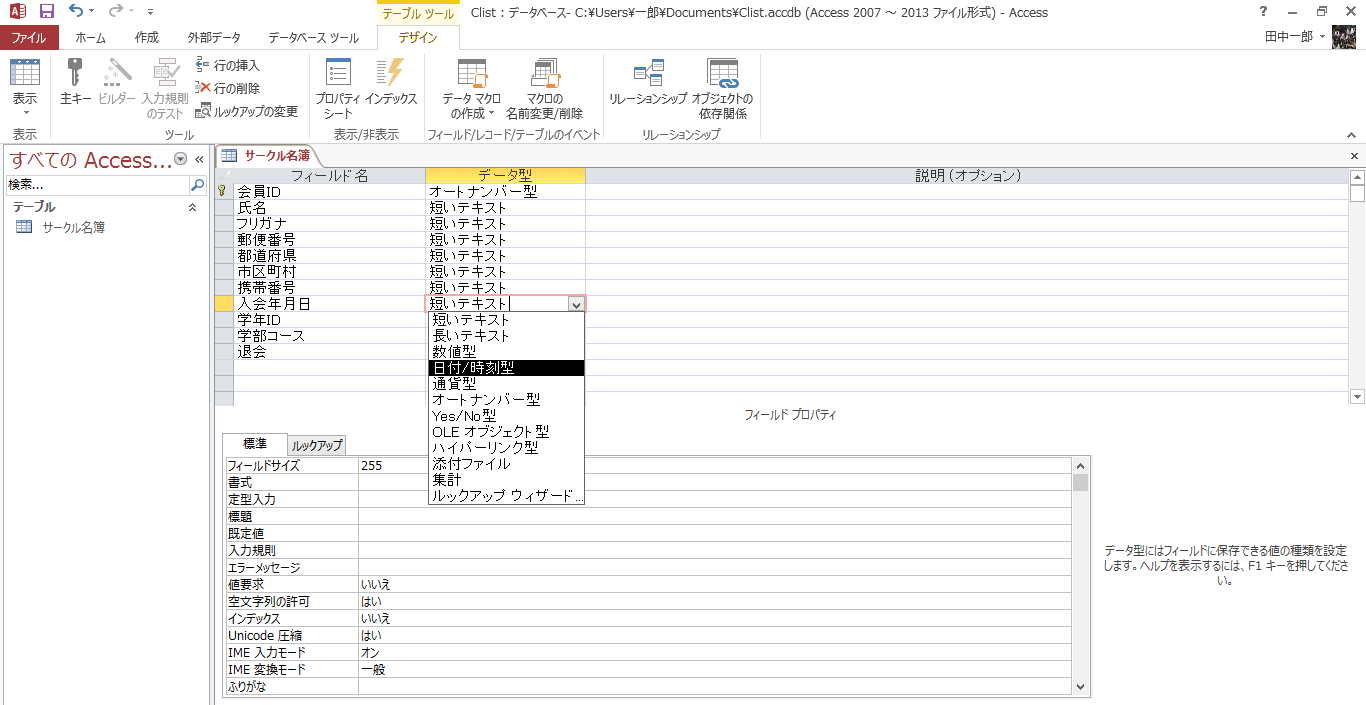 テーブル ツール
Clist : データベース- C:¥Users¥一郎¥Documents¥Clist.accdb (Access 2007 ～ 2013 ファイル形式) - Access
ファイル ホーム 作成 外部データ データベース ツール デザイン 田中一郎
表示
主キー
ビルダー
入力規則
のテスト
行の挿入
行の削除
ルックアップの変更
プロパティ
シート
インデックス
データ マクロ
の作成
マクロの
名前変更/削除
リレーションシップ
オブジェクトの
依存関係
表示 ツール 表示/非表示 フィールド/レコード/テーブルのイベント リレーションシップ
すべての Access...
検索...
テーブル
サークル名簿
サークル名簿
フィールド名 データ型 説明 (オプション)
会員ID オートナンバー型
氏名 短いテキスト
フリガナ 短いテキスト
郵便番号 短いテキスト
都道府県 短いテキスト
市区町村 短いテキスト
携帯番号 短いテキスト
入会年月日 短いテキスト
学年ID
学部コース
退会
短いテキスト
長いテキスト
数値型
日付/時刻型
通貨型
オートナンバー型
Yes/No型
OLE オブジェクト型
ハイパーリンク型
添付ファイル
集計
ルックアップ ウィザード...
フィールド プロパティ
標準 ルックアップ
フィールドサイズ 255
書式
定型入力
標題
既定値
入力規則
エラーメッセージ
値要求 いいえ
空文字列の許可 はい
インデックス いいえ
Unicode 圧縮 はい
IME 入力モード オン
IME 変換モード 一般
ふりがな
データ型にはフィールドに保存できる値の種類を設定
します。ヘルプを表示するには、F1 キーを押してくださ
い。